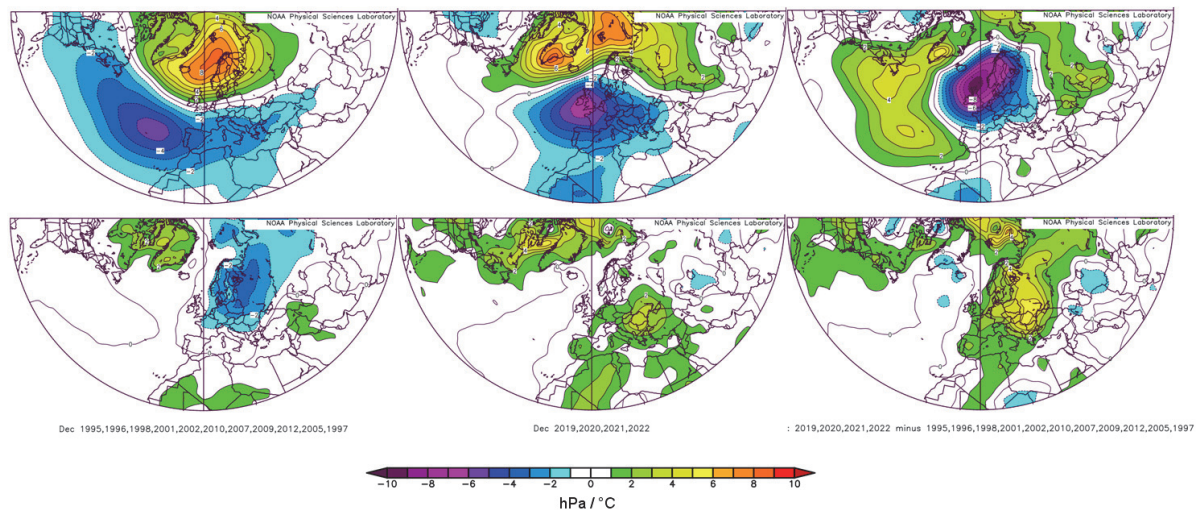 NOAA Physical Sciences Laboratory
NOAA Physical Sciences Laboratory
NOAA Physical Sciences Laboratory
NOAA Physical Sciences Laboratory
NOAA Physical Sciences Laboratory
NOAA Physical Sciences Laboratory
Dec 1995,1996,1998,2001,2002,2010,2007,2009,2012,2005,1997
Dec 2019,2020,2021,2022
: 2019,2020,2021,2022 minus 1995,1996,1998,2001,2002,2010,2007,2009,2012,2005,1997
-10 -8 -6 -4 -2 0 2 4 6 8 10
hPa / °C